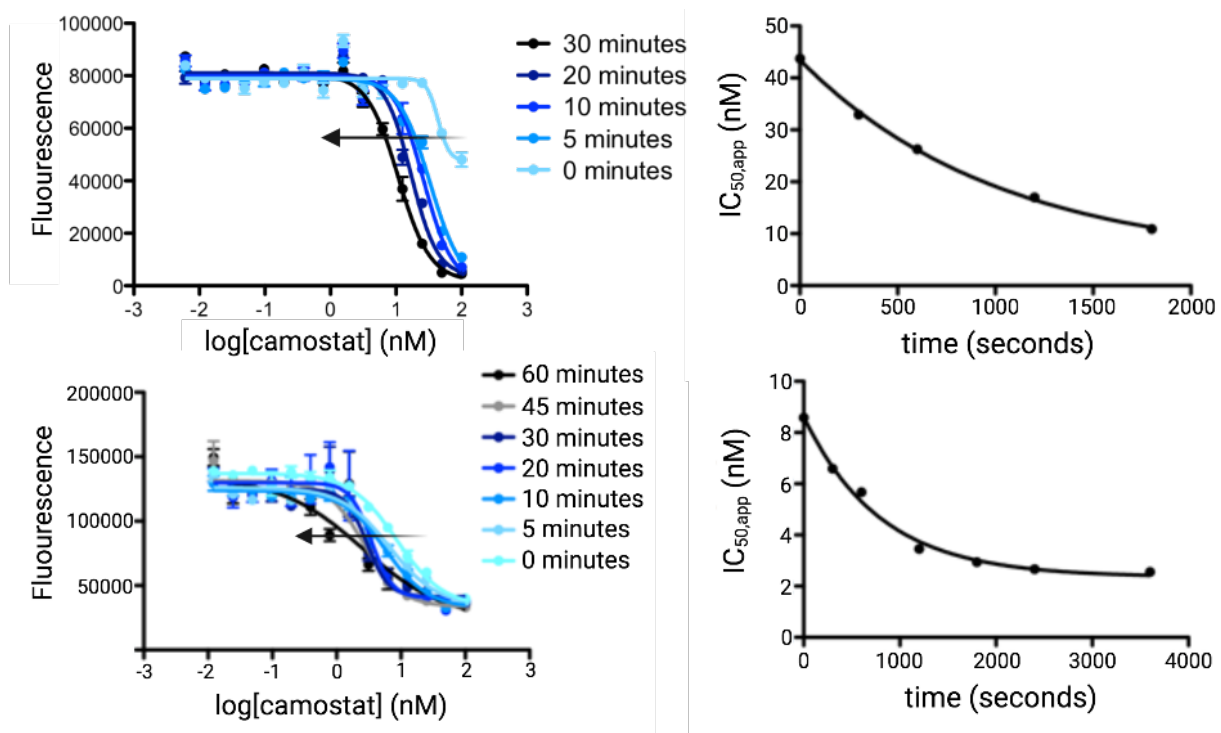 100000
80000
60000
40000
20000
0
Fluourescence
-3
-2
-1
0
1
2
3
log[camostat] (nM)
30 minutes
20 minutes
10 minutes
5 minutes
0 minutes
50
40
30
20
10
0
IC50,app (nM)
0
500
1000
1500
2000
time (seconds)
200000
150000
100000
50000
Fluorescence
-3
-2
-1
0
1
2
3
log[camostat] (nM)
60 minutes
45 minutes
30 minutes
20 minutes
10 minutes
5 minutes
0 minutes
10
8
6
4
2
0
IC50,app (nM)
0
1000
2000
3000
4000
time (seconds)